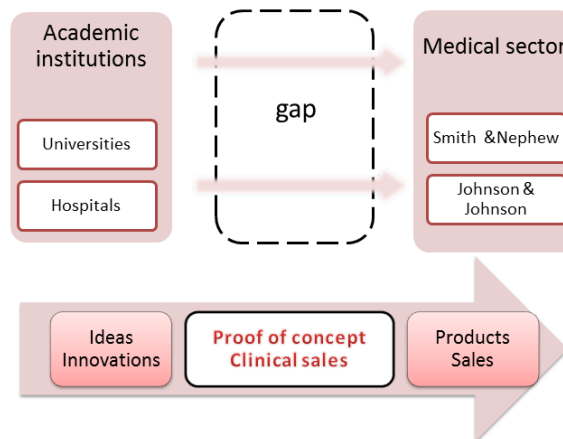 Academic
institutions
Universities
Hospitals
gap
Medical sector
Smith &Nephew
Johnson &
Johnson
Ideas
Innovations
Proof of concept
Clinical sales
Products
Sales